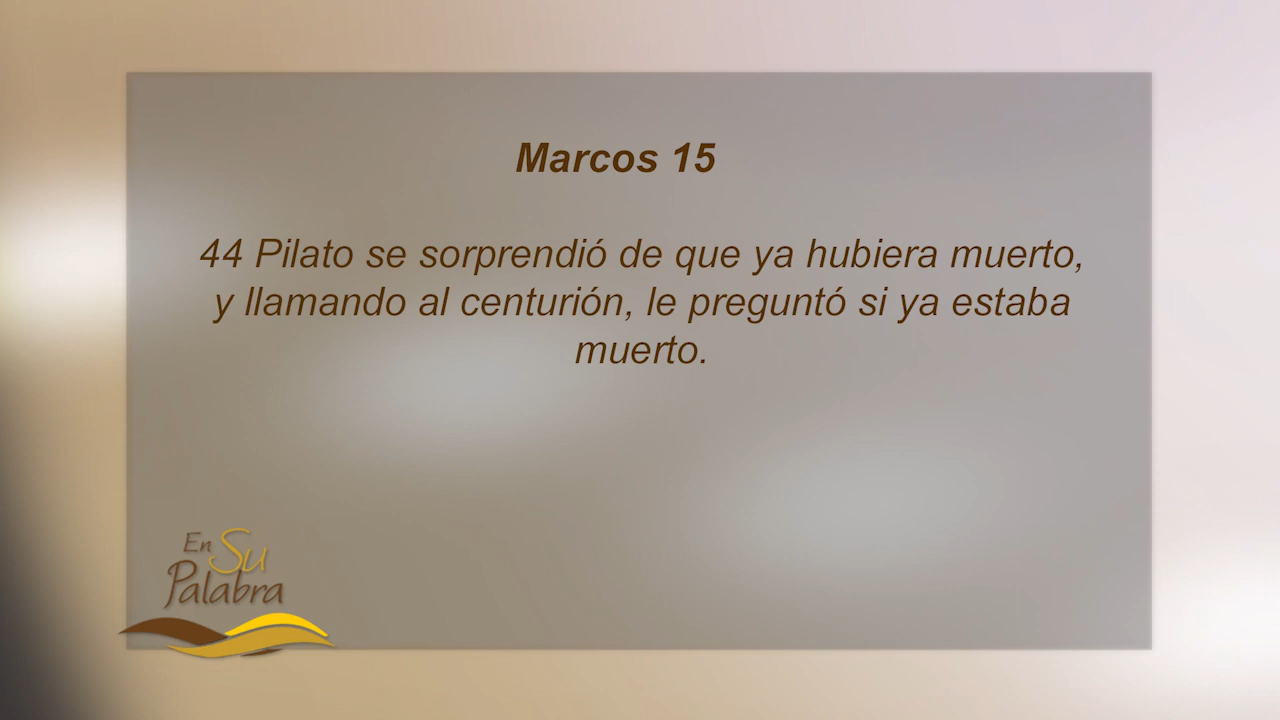 Marcos 15
44 Pilato se sorprendió de que ya hubiera muerto,
y llamando al centurión, le preguntó si ya estaba
muerto.
En Su
Palabra